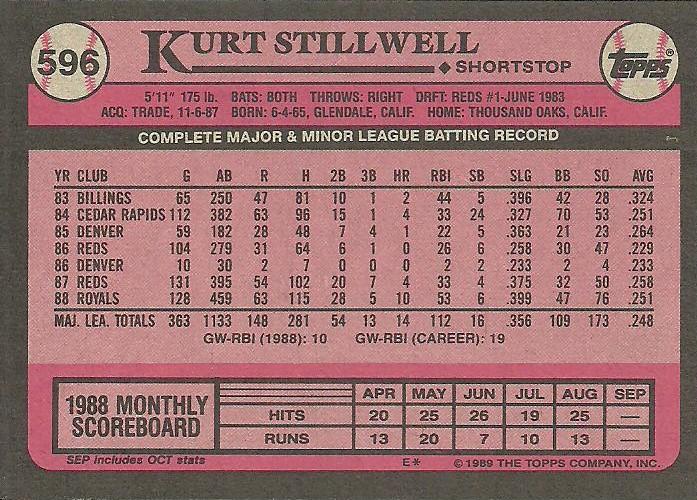 596 KURT STILLWELL
◆ SHORTSTOP Topps®
5'11" 175 lb. BATS: BOTH THROWS: RIGHT DRFT: REDS #1-JUNE 1983
ACQ: TRADE, 11-6-87 BORN: 6-4-65, GLENDALE, CALIF. HOME: THOUSAND OAKS, CALIF.
COMPLETE MAJOR & MINOR LEAGUE BATTING RECORD
YR CLUB G AB R H 2B 3B HR RBI SB SLG BB SO AVG
83 BILLINGS 65 250 47 81 10 1 2 44 5 .396 42 28 .324
84 CEDAR RAPIDS 112 382 63 96 15 1 4 33 24 .327 70 53 .251
85 DENVER 59 182 28 48 7 4 1 22 5 .363 21 23 .264
86 REDS 104 279 31 64 6 1 0 26 6 .258 30 47 .229
86 DENVER 10 30 2 7 0 0 0 2 2 .233 2 4 .233
87 REDS 131 395 54 102 20 7 4 33 4 .375 32 50 .258
88 ROYALS 128 459 63 115 28 5 10 53 6 .399 47 76 .251
MAJ. LEA. TOTALS 363 1133 148 281 54 13 14 112 16 .356 109 173 .248
GW-RBI (1988): 10 GW-RBI (CAREER): 19
1988 MONTHLY SCOREBOARD
APR MAY JUN JUL AUG SEP
HITS 20 25 26 19 25 —
RUNS 13 20 7 10 13 —
SEP includes OCT stats E* © 1989 THE TOPPS COMPANY, INC.